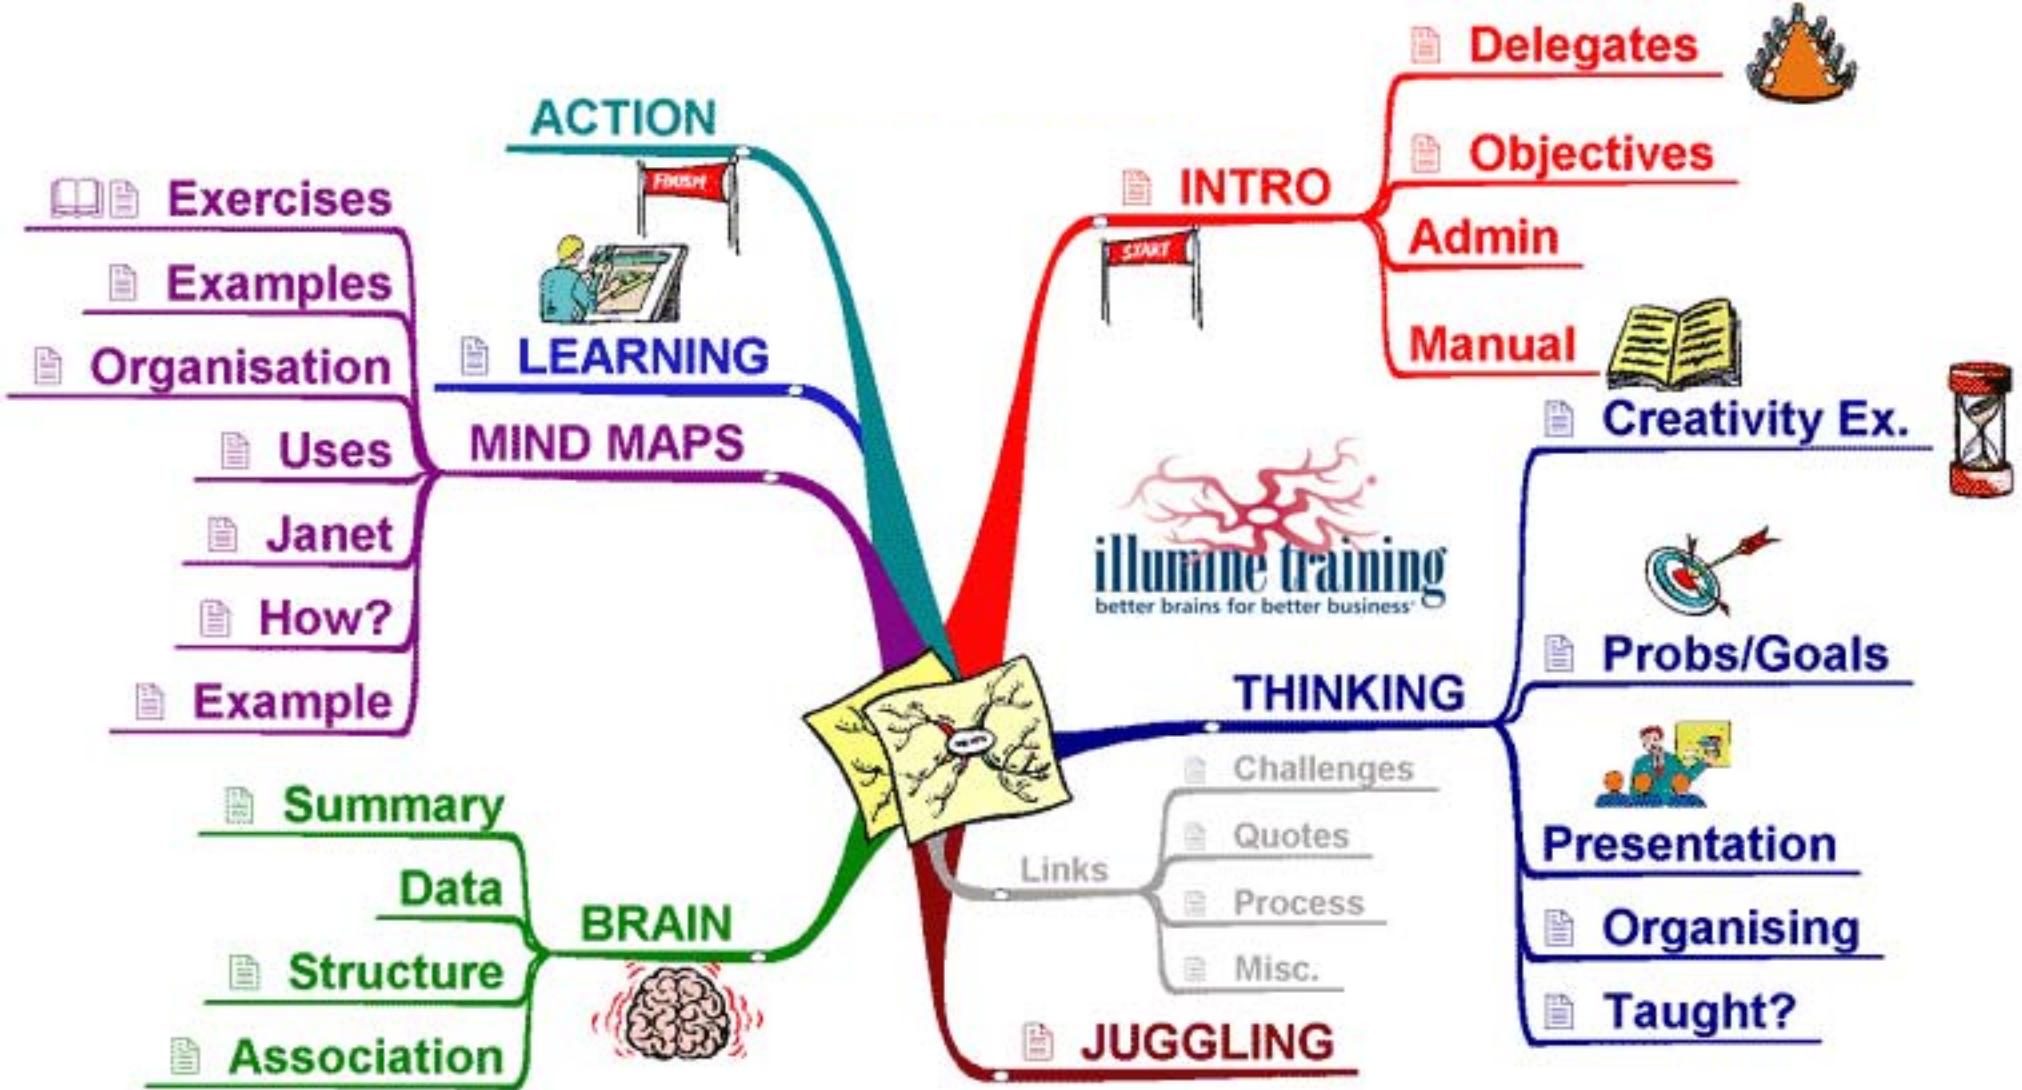 Delegates
Objectives
INTRO
START
Admin
Manual
Creativity Ex.
illumine training
better brains for better business
Probs/Goals
THINKING
Presentation
Organising
Taught?
Challenges
Quotes
Links
Process
Misc.
JUGGLING
BRAIN
Summary
Data
Structure
Association
MIND MAPS
Exercises
Examples
Organisation
Uses
Janet
How?
Example
LEARNING
ACTION
FINISH